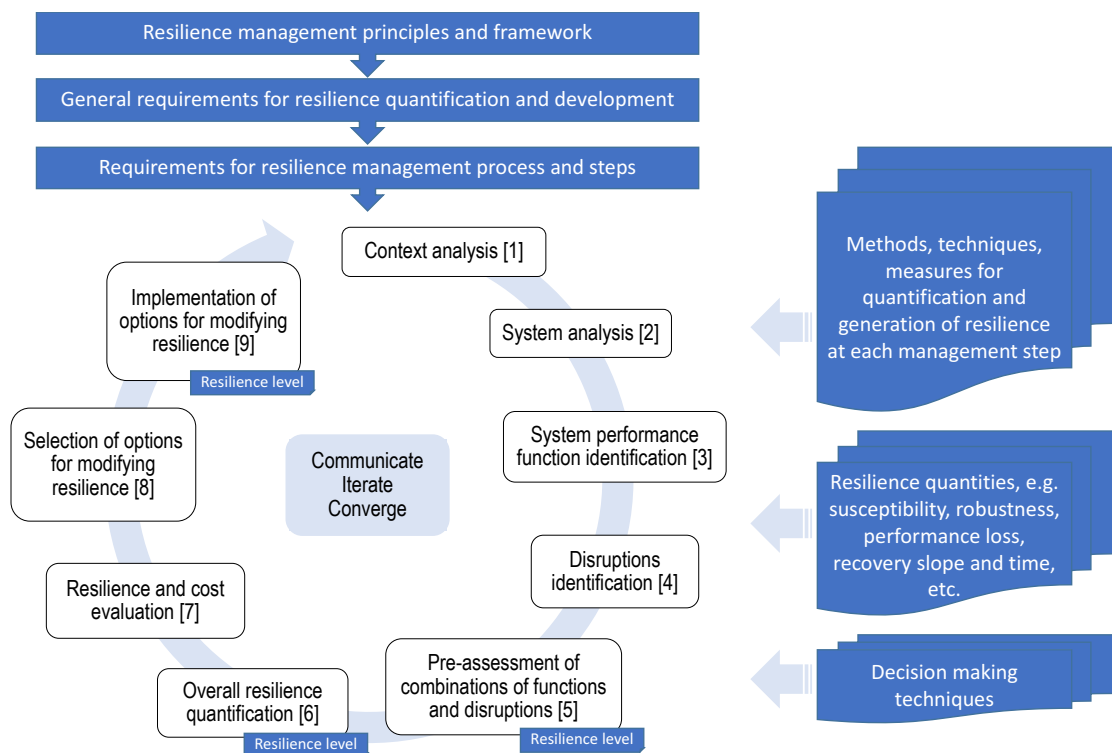 Resilience management principles and framework
General requirements for resilience quantification and development
Requirements for resilience management process and steps
Context analysis [1]
System analysis [2]
System performance
function identification [3]
Disruptions
identification [4]
Pre-assessment of
combinations of functions
and disruptions [5]
Resilience level
Overall resilience
quantification [6]
Resilience level
Resilience and cost
evaluation [7]
Selection of options
for modifying
resilience [8]
Implementation of
options for modifying
resilience [9]
Resilience level
Communicate
Iterate
Converge
Methods, techniques,
measures for
quantification and
generation of resilience
at each management step
Resilience quantities, e.g.
susceptibility, robustness,
performance loss,
recovery slope and time,
etc.
Decision making
techniques